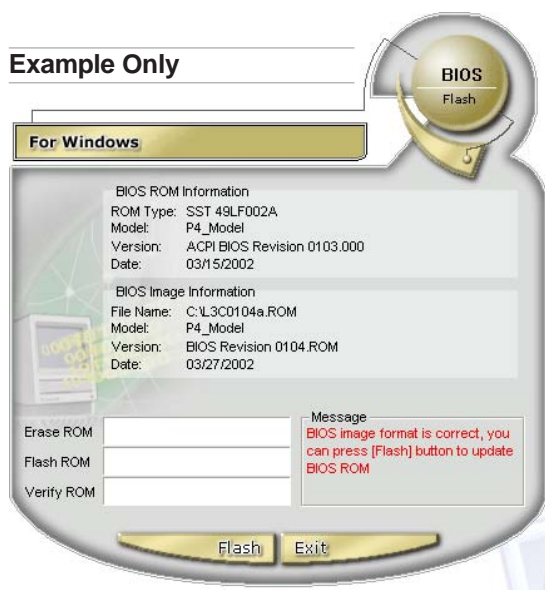 Example Only
BIOS
Flash
For Windows
BIOS ROM Information
ROM Type: SST 49LF002A
Model: P4_Model
Version: ACPI BIOS Revision 0103.000
Date: 03/15/2002
BIOS Image Information
File Name: C:\L3C0104a.ROM
Model: P4_Model
Version: BIOS Revision 0104.ROM
Date: 03/27/2002
Erase ROM
Flash ROM
Verify ROM
Message
BIOS image format is correct, you
can press [Flash] button to update
BIOS ROM
Flash Exit